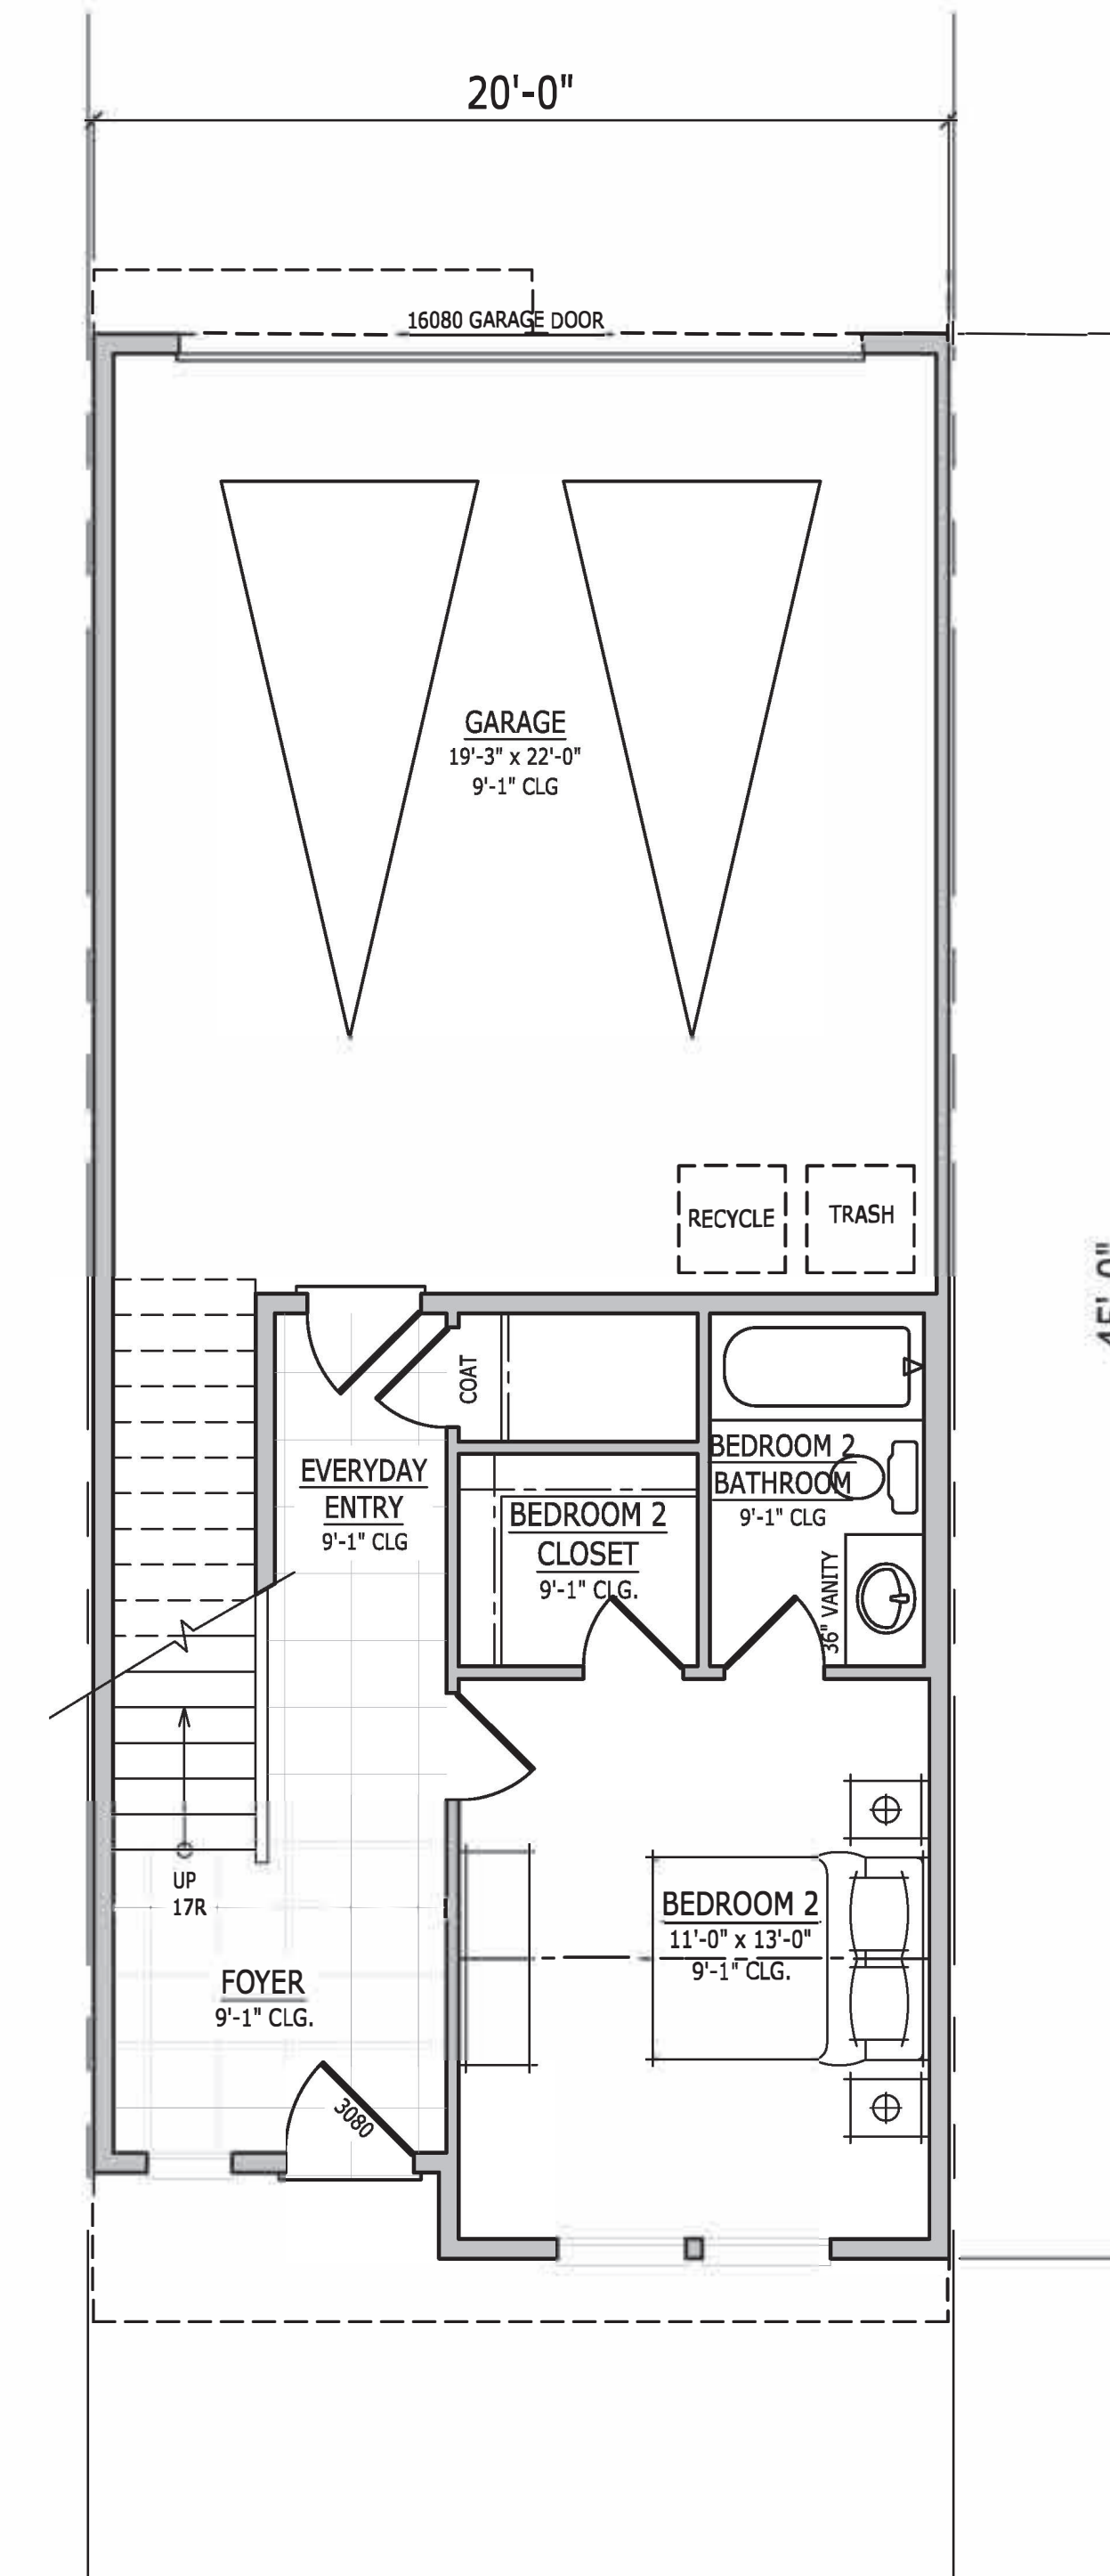 20'-0"
16080 GARAGE DOOR
GARAGE
19'-3" x 22'-0"
9'-1" CLG
RECYCLE
TRASH
45'-0"
COAT
EVERYDAY
ENTRY
9'-1" CLG
BEDROOM 2
CLOSET
9'-1" CLG.
BEDROOM 2
BATHROOM
9'-1" CLG
36" VANITY
UP
17R
BEDROOM 2
11'-0" x 13'-0"
9'-1" CLG.
FOYER
9'-1" CLG.
3080